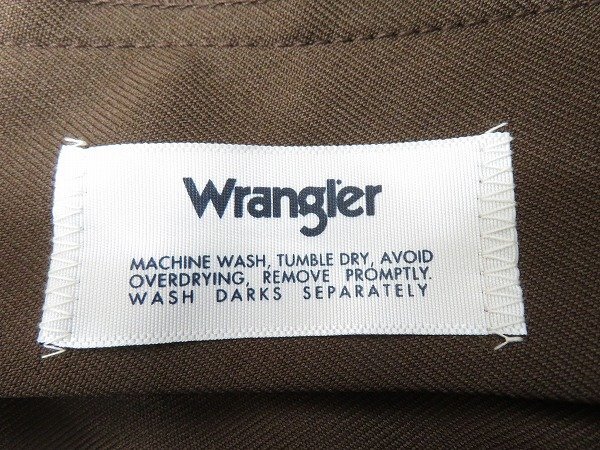 Wrangler
MACHINE WASH, TUMBLE DRY, AVOID
OVERDRYING, REMOVE PROMPTLY.
WASH DARKS SEPARATELY